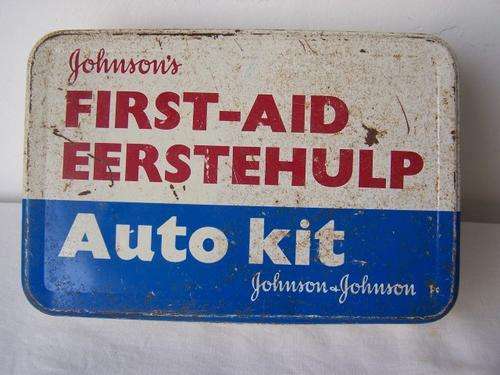 Johnson's
FIRST-AID
EERSTEHULP
Auto kit
Johnson & Johnson